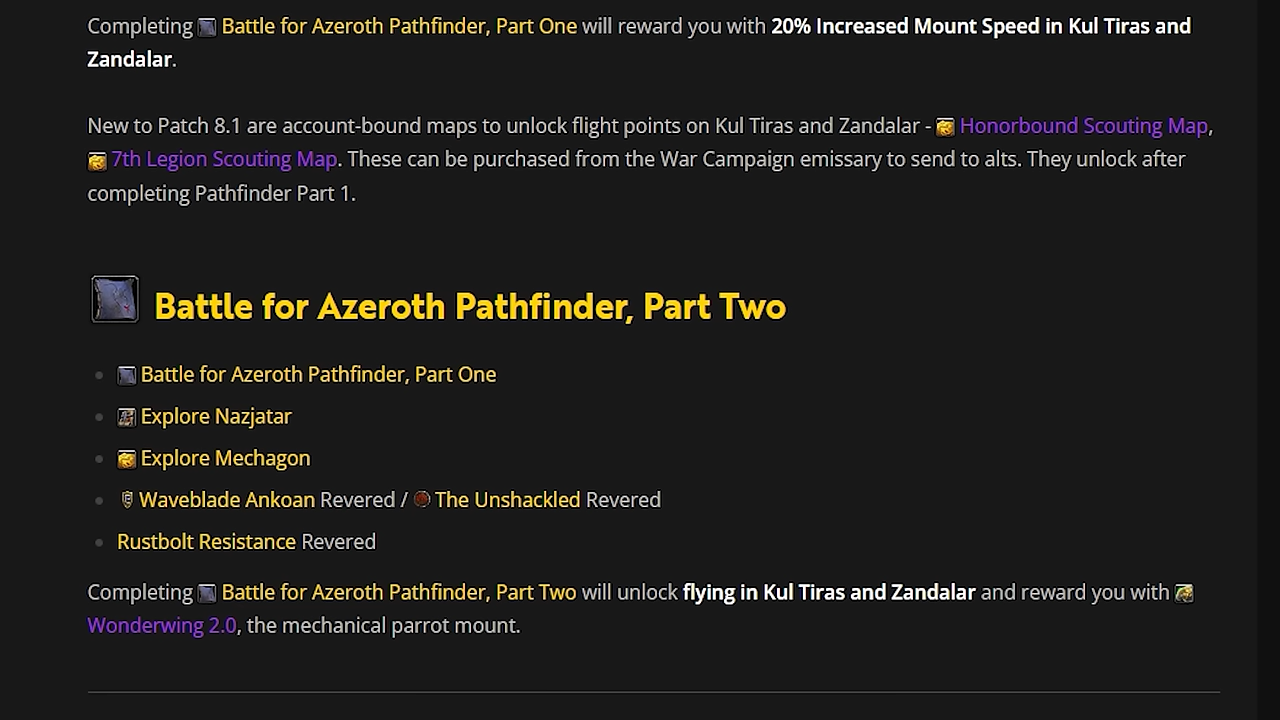 Completing Battle for Azeroth Pathfinder, Part One will reward you with 20% Increased Mount Speed in Kul Tiras and
Zandalar.
New to Patch 8.1 are account-bound maps to unlock flight points on Kul Tiras and Zandalar - Honorbound Scouting Map,
7th Legion Scouting Map. These can be purchased from the War Campaign emissary to send to alts. They unlock after
completing Pathfinder Part 1.
Battle for Azeroth Pathfinder, Part Two
Battle for Azeroth Pathfinder, Part One
Explore Nazjatar
Explore Mechagon
Waveblade Ankoan Revered / The Unshackled Revered
Rustbolt Resistance Revered
Completing Battle for Azeroth Pathfinder, Part Two will unlock flying in Kul Tiras and Zandalar and reward you with
Wonderwing 2.0, the mechanical parrot mount.